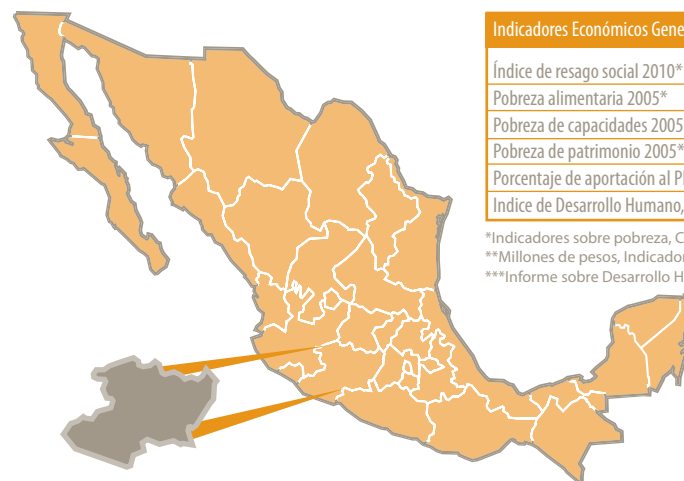 Indicadores Económicos Gene
Índice de resago social 2010*
Pobreza alimentaria 2005*
Pobreza de capacidades 2005
Pobreza de patrimonio 2005*
Porcentaje de aportación al P
Indice de Desarrollo Humano,
*Indicadores sobre pobreza, C
**Millones de pesos, Indicador
***Informe sobre Desarrollo H